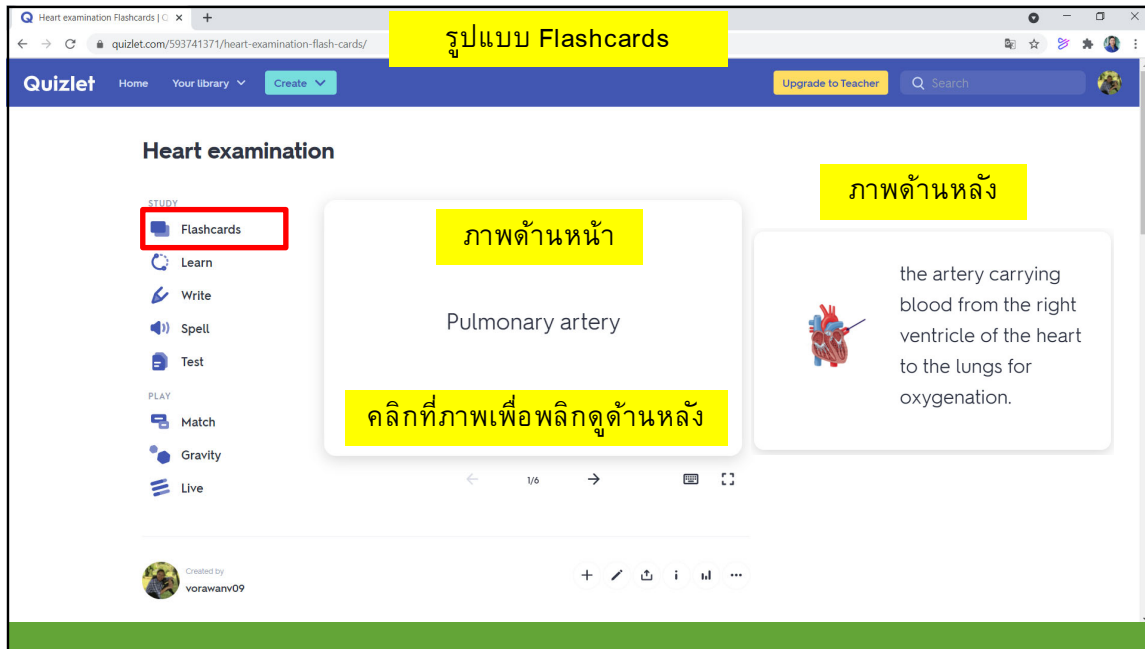 Heart examination Flashcards | Q
quizlet.com/593741371/heart-examination-flash-cards/
รูปแบบ Flashcards
Quizlet Home Your library Create Upgrade to Teacher Search
Heart examination
ภาพด้านหลัง
STUDY
Flashcards
Learn
Write
Spell
Test
PLAY
Match
Gravity
Live
ภาพด้านหน้า
Pulmonary artery
คลิกที่ภาพเพื่อพลิกดูด้านหลัง
the artery carrying
blood from the right
ventricle of the heart
to the lungs for
oxygenation.
1/6
Created by
vorawanv09